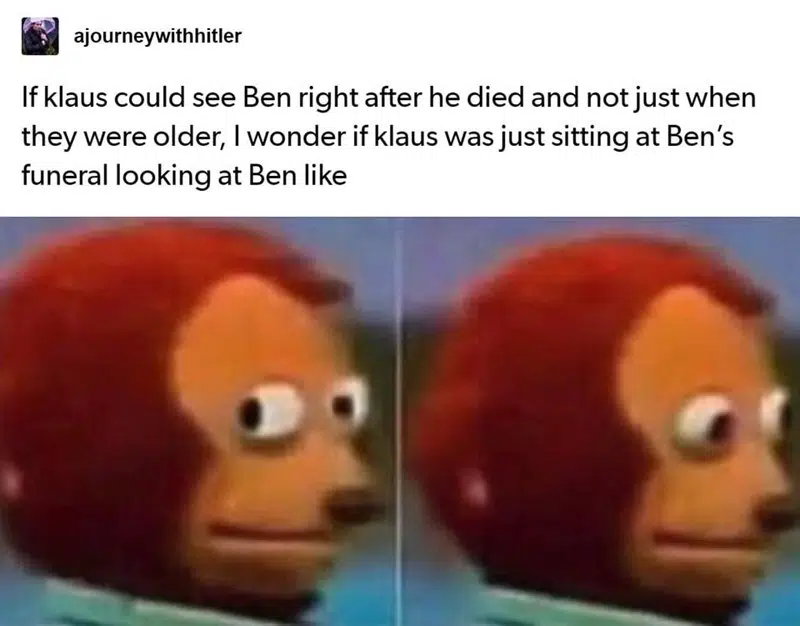 ajourneywithhitler
If klaus could see Ben right after he died and not just when
they were older, I wonder if klaus was just sitting at Ben's
funeral looking at Ben like